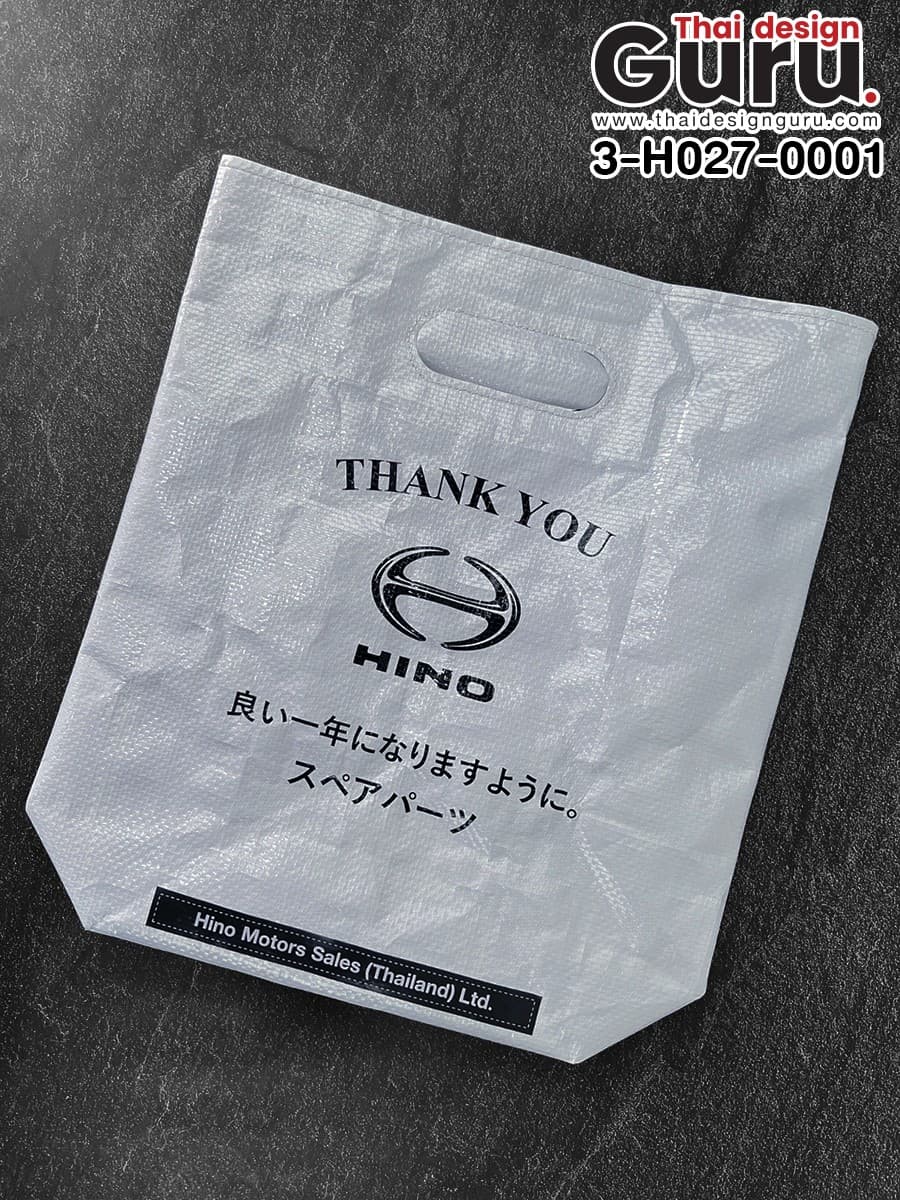 Thai design
Guru.
www.thaidesignguru.com
3-H027-0001
THANK YOU
HINO
良い一年になりますように。
スペアパーツ
Hino Motors Sales (Thailand) Ltd.